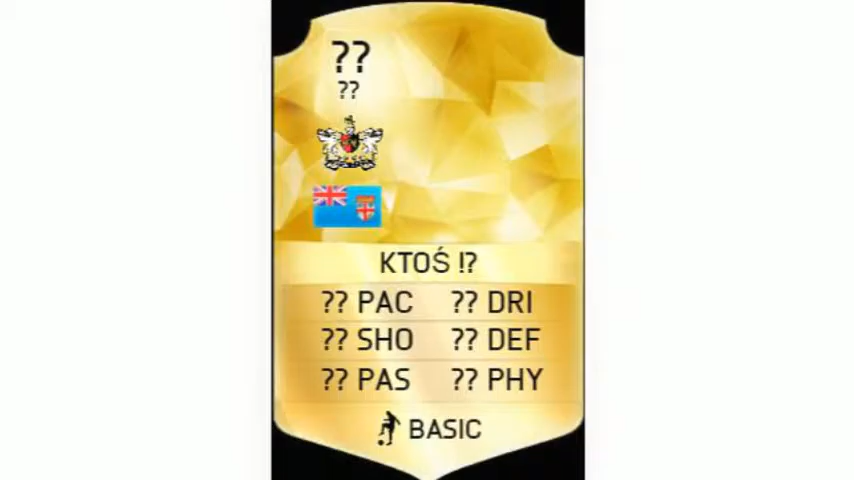 ??
??
KTOŚ !?
?? PAC ?? DRI
?? SHO ?? DEF
?? PAS ?? PHY
BASIC